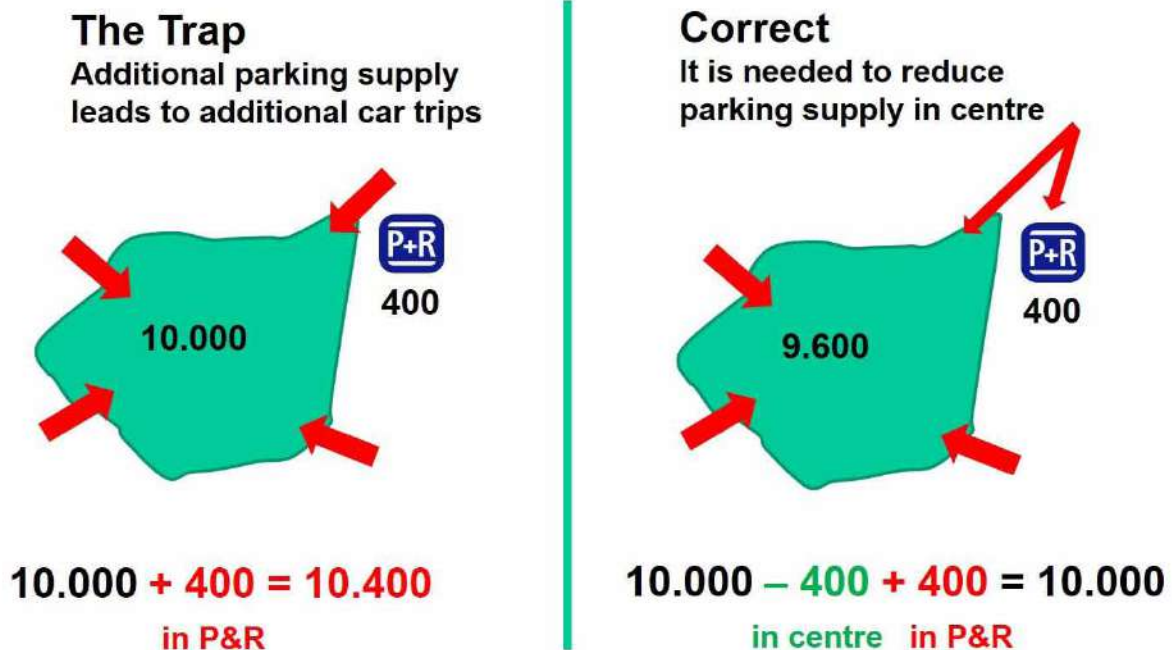 The Trap
Additional parking supply
leads to additional car trips
P+R
400
10.000
10.000 + 400 = 10.400
in P&R
Correct
It is needed to reduce
parking supply in centre
P+R
400
9.600
10.000 – 400 + 400 = 10.000
in centre in P&R